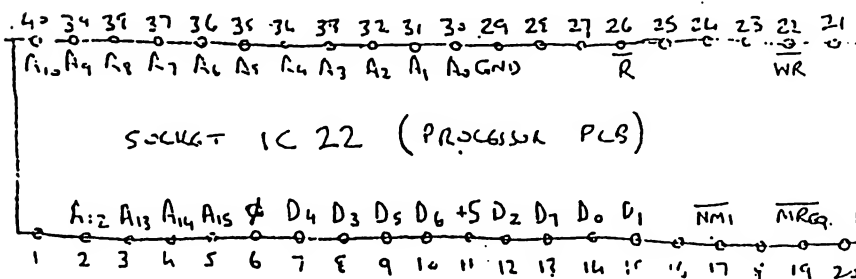 40 39 38 37 36 35 34 33 32 31 30 29 28 27 26 25 24 23 22 21
A10 A9 A8 A7 A6 A5 A4 A3 A2 A1 A0 GND R WR
SOCKET IC 22 (PROCESSOR PCB)
A12 A13 A14 A15 ϕ D4 D3 D5 D6 +5 D2 D7 D0 D1 NMI MREQ.
1 2 3 4 5 6 7 8 9 10 11 12 13 14 15 16 17 18 19 20